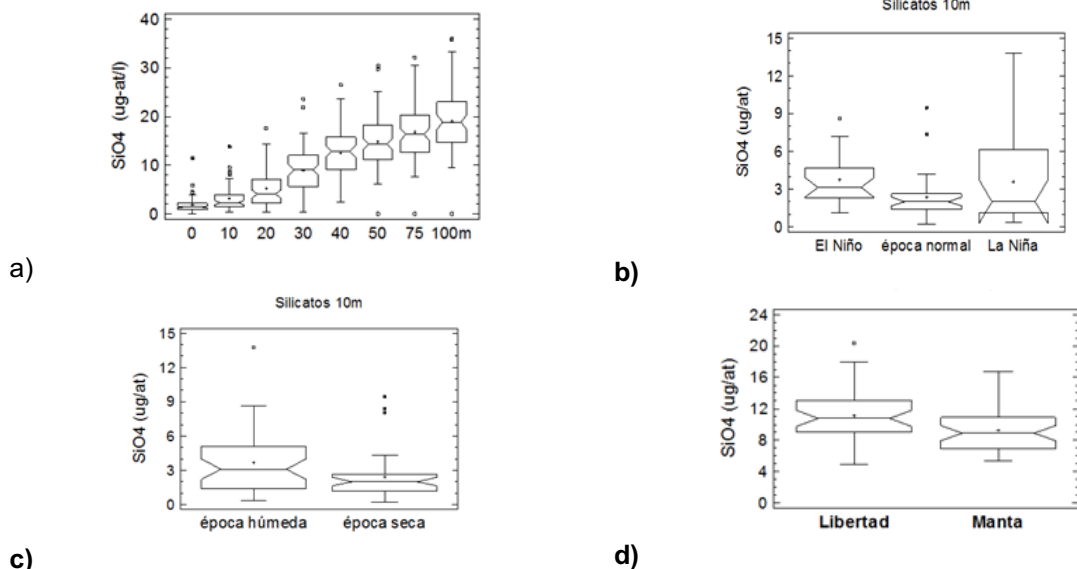 SiO4 (ug-at/l)
40
30
20
10
0
0 10 20 30 40 50 75 100m
a)
Silicatos 10m
SiO4 (ug/at)
15
12
9
6
3
0
El Niño época normal La Niña
b)
Silicatos 10m
SiO4 (ug/at)
15
12
9
6
3
0
época húmeda época seca
c)
SiO4 (ug/at)
24
20
16
12
8
4
0
Libertad Manta
d)